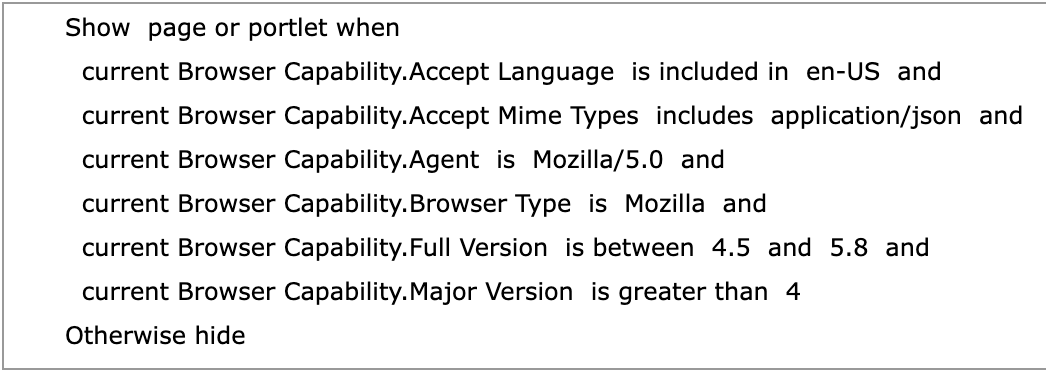 Show page or portlet when
current Browser Capability.Accept Language is included in en-US and
current Browser Capability.Accept Mime Types includes application/json and
current Browser Capability.Agent is Mozilla/5.0 and
current Browser Capability.Browser Type is Mozilla and
current Browser Capability.Full Version is between 4.5 and 5.8 and
current Browser Capability.Major Version is greater than 4
Otherwise hide